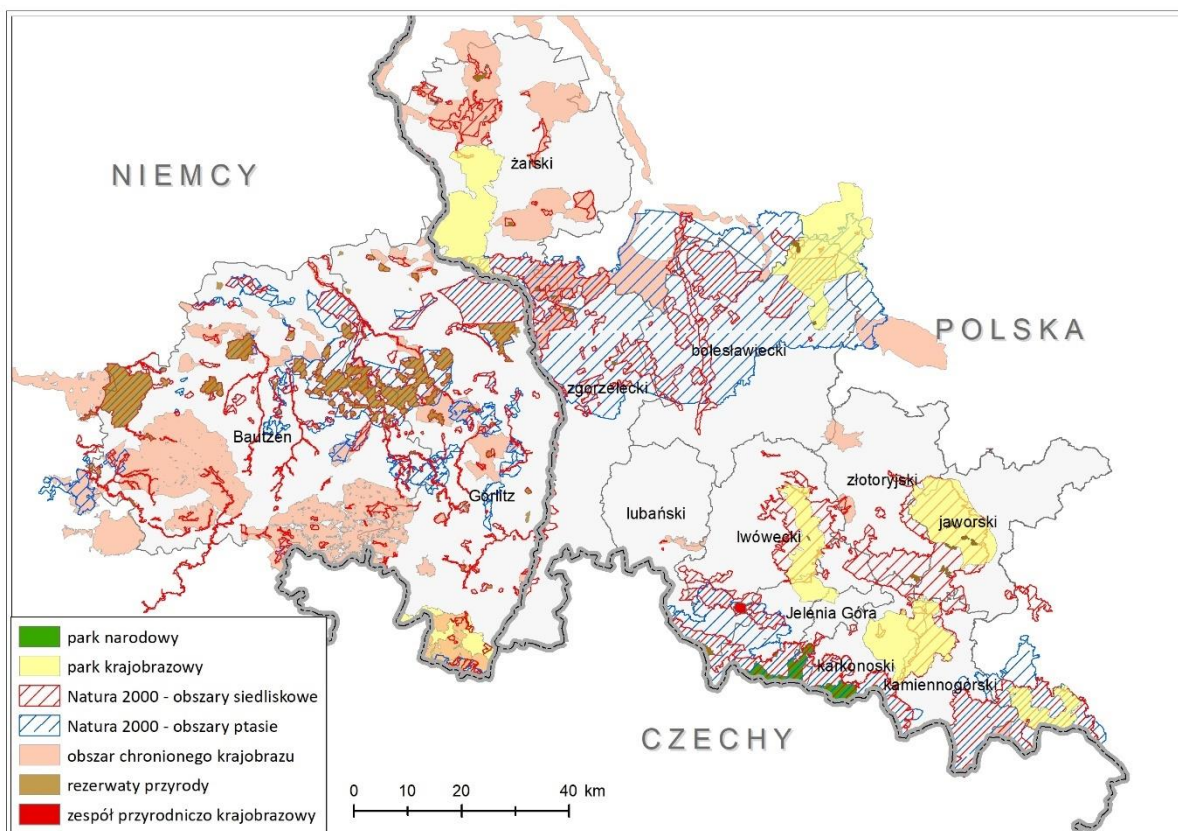 NIEMCY
żarski
POLSKA
bolesławiecki
zgorzelecki
Bautzen
Görlitz
złotoryjski
lubański
jaworski
lwówecki
Jelenia Góra
karkonoski
kamiennogórski
CZECHY
park narodowy
park krajobrazowy
Natura 2000 - obszary siedliskowe
Natura 2000 - obszary ptasie
obszar chronionego krajobrazu
rezerwaty przyrody
zespół przyrodniczo krajobrazowy
0 10 20 40 km